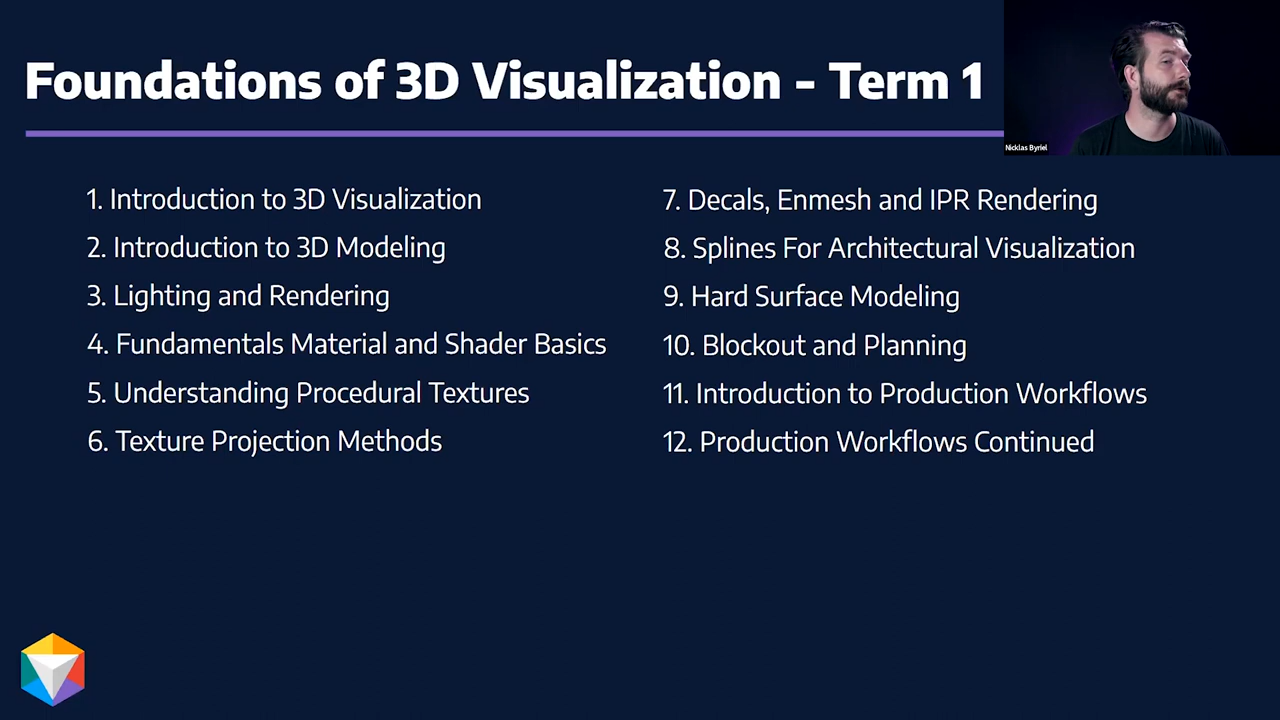 Foundations of 3D Visualization - Term 1
Nicklas Byriel
1. Introduction to 3D Visualization
2. Introduction to 3D Modeling
3. Lighting and Rendering
4. Fundamentals Material and Shader Basics
5. Understanding Procedural Textures
6. Texture Projection Methods
7. Decals, Enmesh and IPR Rendering
8. Splines For Architectural Visualization
9. Hard Surface Modeling
10. Blockout and Planning
11. Introduction to Production Workflows
12. Production Workflows Continued